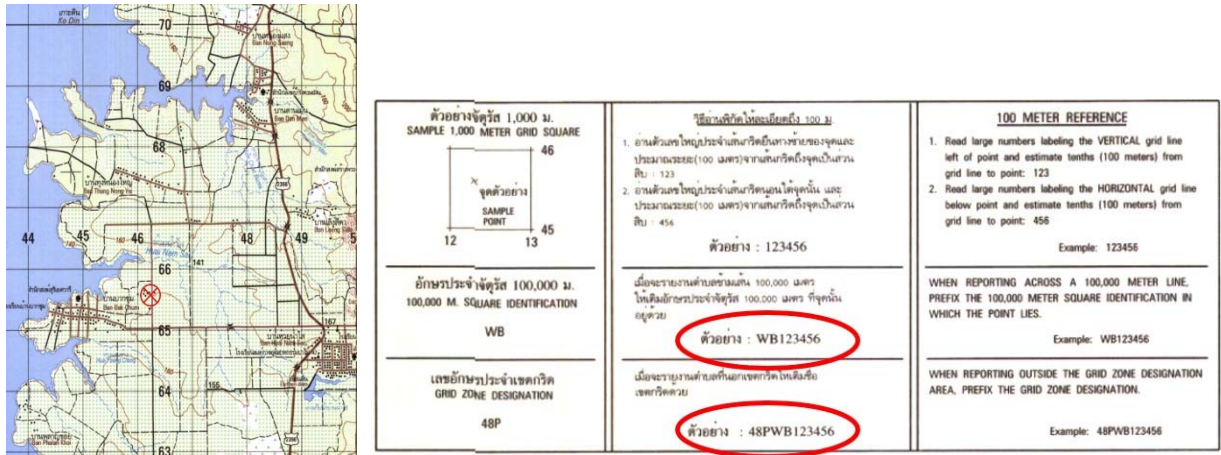 เกาะดิน
Ko Din
70
160
Ban Nong Saeng
69
68
Ban Thung Nong Yai
44 45 46 48 49 5
160
141
66
65
167
64
155
63
ตัวอย่างจัตุรัส 1,000 ม.
SAMPLE 1,000 METER GRID SQUARE
46
จุดตัวอย่าง
SAMPLE
POINT
45
12 13
วิธีอ่านพิกัดให้ละเอียดถึง 100 ม
1. อ่านตัวเลขใหญ่ประจำเส้นกริดยืนทางซ้ายของจุดและ
ประมาณระยะ(100 เมตร)จากเส้นกริดถึงจุดเป็นส่วน
สิบ : 123
2. อ่านตัวเลขใหญ่ประจำเส้นกริดนอนใต้จุดนั้น และ
ประมาณระยะ(100 เมตร)จากเส้นกริดถึงจุดเป็นส่วน
สิบ : 456
ตัวอย่าง : 123456
100 METER REFERENCE
1. Read large numbers labeling the VERTICAL grid line
left of point and estimate tenths (100 meters) from
grid line to point: 123
2. Read large numbers labeling the HORIZONTAL grid line
below point and estimate tenths (100 meters) from
grid line to point: 456
Example: 123456
อักษรประจำจัตุรัส 100,000 ม.
100,000 M. SQUARE IDENTIFICATION
WB
เมื่อจะรายงานตำบลข้ามเส้น 100,000 เมตร
ให้เติมอักษรประจำจัตุรัส 100,000 เมตร ที่จุดนั้น
อยู่ด้วย
ตัวอย่าง : WB123456
WHEN REPORTING ACROSS A 100,000 METER LINE,
PREFIX THE 100,000 METER SQUARE IDENTIFICATION IN
WHICH THE POINT LIES.
Example: WB123456
เลขอักษรประจำเขตกริด
GRID ZONE DESIGNATION
48P
เมื่อจะรายงานตำบลที่นอกเขตกริดให้เติมชื่อ
เขตกริดด้วย
ตัวอย่าง : 48PWB123456
WHEN REPORTING OUTSIDE THE GRID ZONE DESIGNATION
AREA, PREFIX THE GRID ZONE DESIGNATION.
Example: 48PWB123456